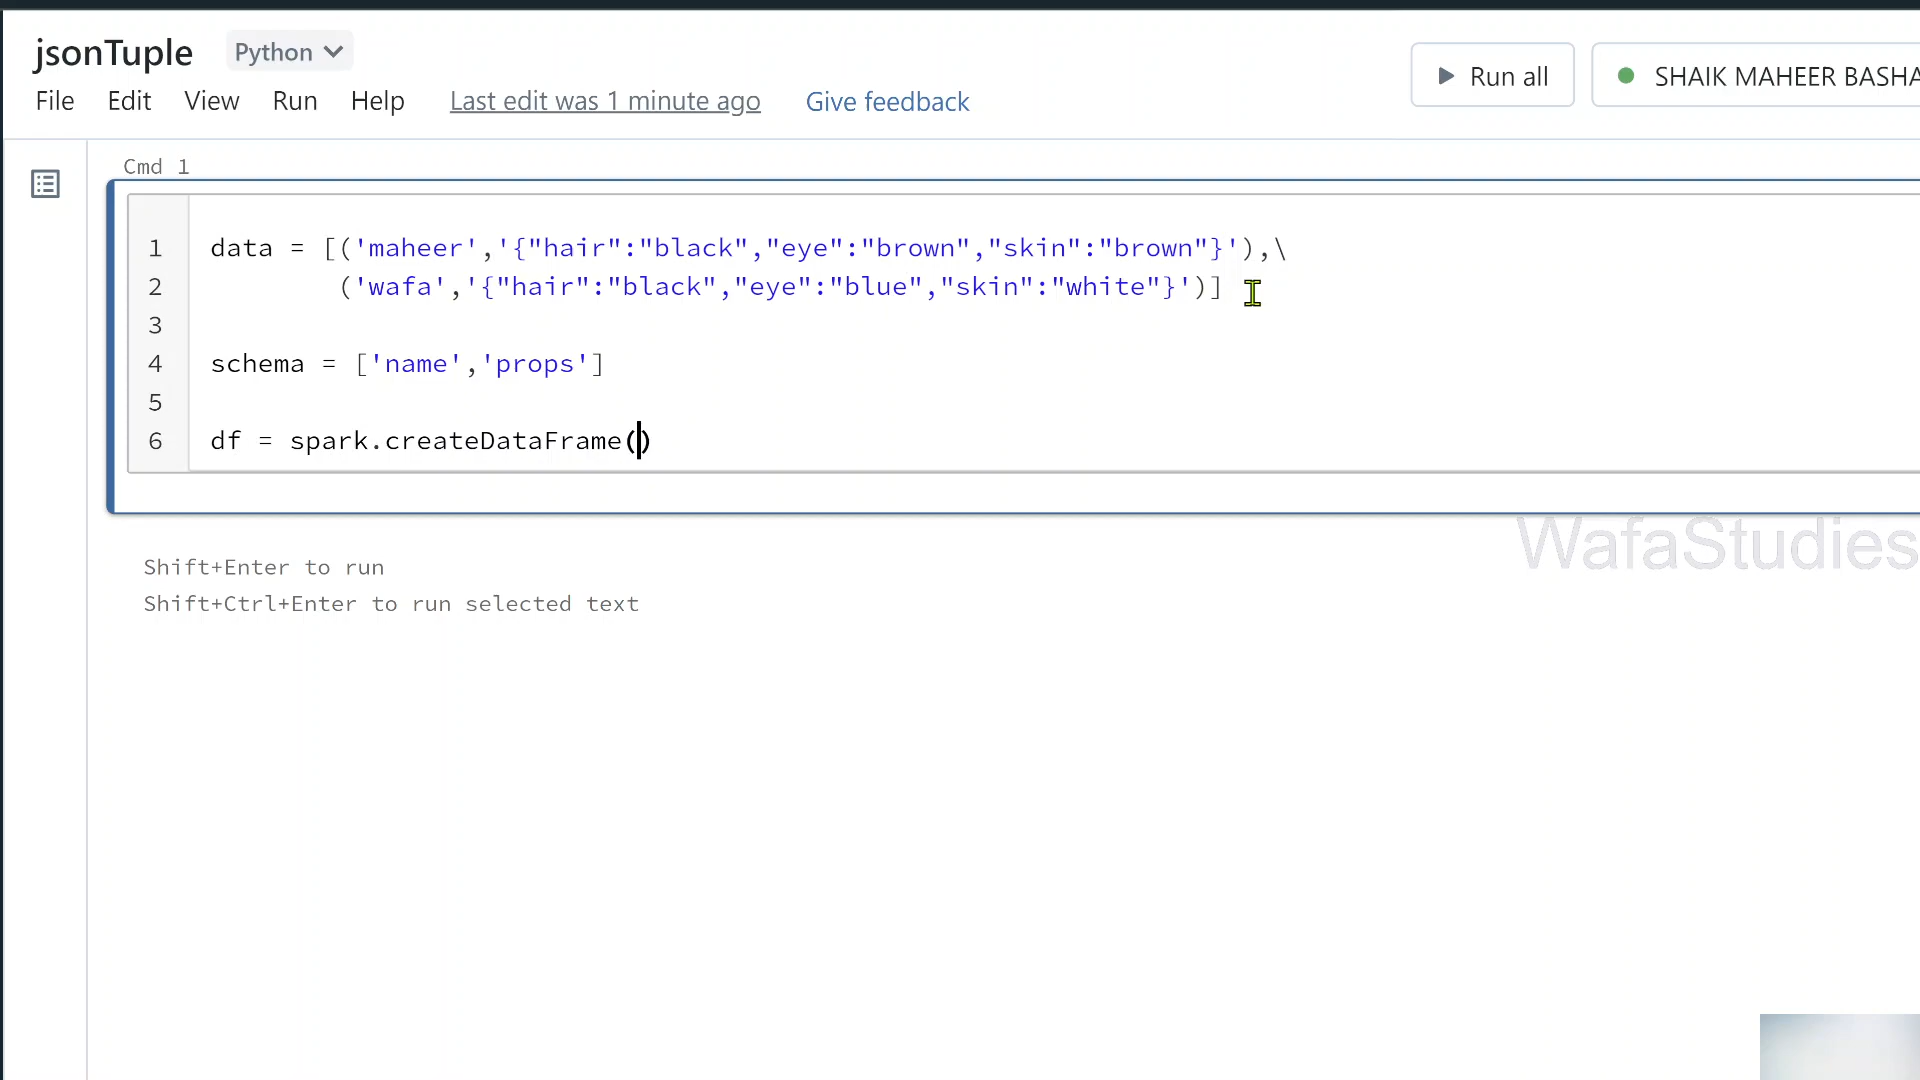 jsonTuple Python
File Edit View Run Help Last edit was 1 minute ago Give feedback
Run all SHAIK MAHEER BASHA
Cmd 1
1 data = [('maheer','{"hair":"black","eye":"brown","skin":"brown"}'),\
2 ('wafa','{"hair":"black","eye":"blue","skin":"white"}')]
3
4 schema = ['name','props']
5
6 df = spark.createDataFrame()
WafaStudies
Shift+Enter to run
Shift+Ctrl+Enter to run selected text